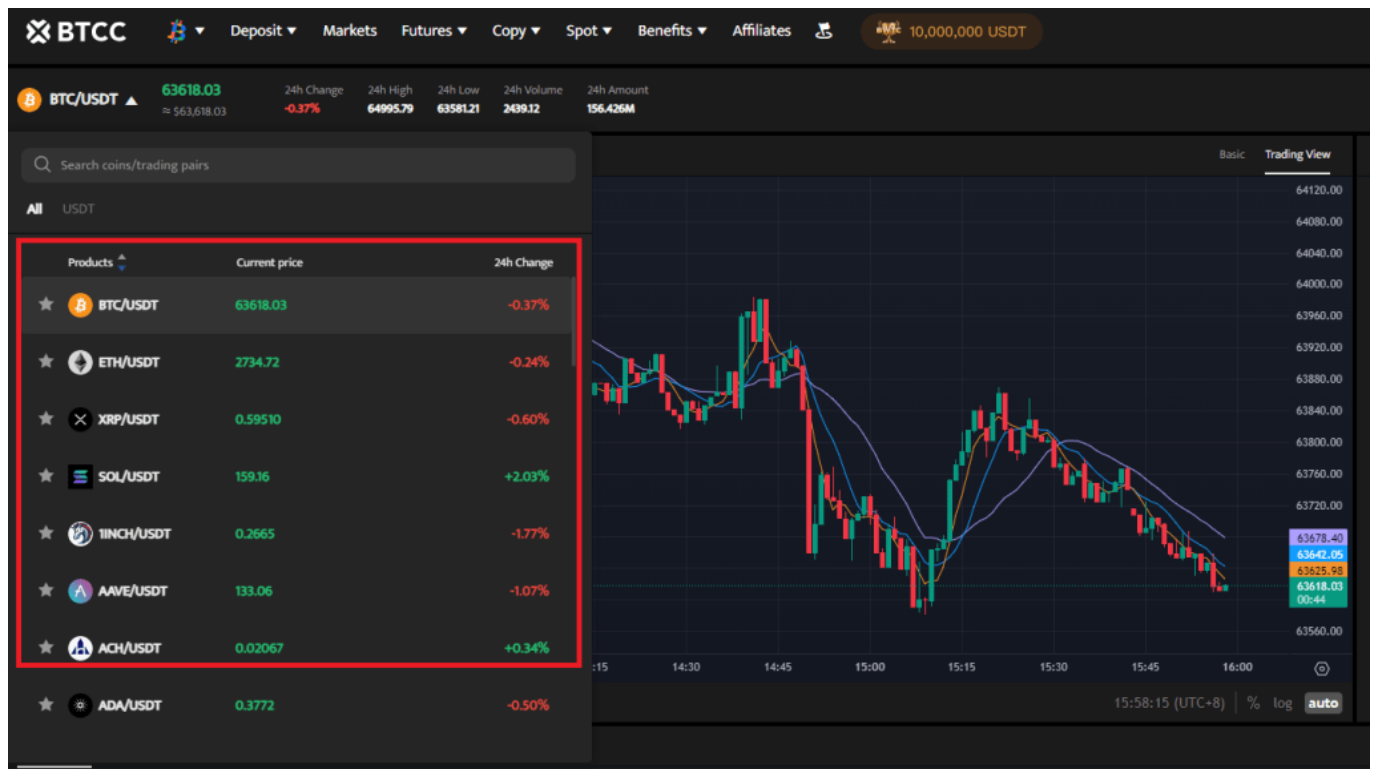 BTCC Deposit Markets Futures Copy Spot Benefits Affiliates 10,000,000 USDT
BTC/USDT 63618.03 ≈ $63,618.03
24h Change -0.37%
24h High 64995.79
24h Low 63581.21
24h Volume 2439.12
24h Amount 156.426M
Search coins/trading pairs
All USDT
Products Current price 24h Change
BTC/USDT 63618.03 -0.37%
ETH/USDT 2734.72 -0.24%
XRP/USDT 0.59510 -0.60%
SOL/USDT 159.16 +2.03%
1INCH/USDT 0.2665 -1.77%
AAVE/USDT 133.06 -1.07%
ACH/USDT 0.02067 +0.34%
ADA/USDT 0.3772 -0.50%
Basic Trading View
64120.00
64080.00
64040.00
64000.00
63960.00
63920.00
63880.00
63840.00
63800.00
63760.00
63720.00
63678.40
63642.05
63625.98
63618.03
00:44
63560.00
:15 14:30 14:45 15:00 15:15 15:30 15:45 16:00
15:58:15 (UTC+8) % log auto